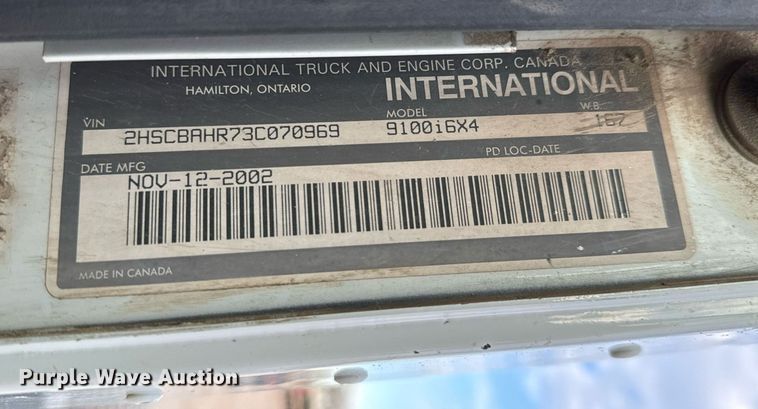 INTERNATIONAL TRUCK AND ENGINE CORP. CANADA
HAMILTON, ONTARIO
INTERNATIONAL
VIN
MODEL
W.B.
2HSCBAHR73C070969
9100i6X4
167
DATE MFG
PD LOC-DATE
NOV-12-2002
MADE IN CANADA
Purple Wave Auction